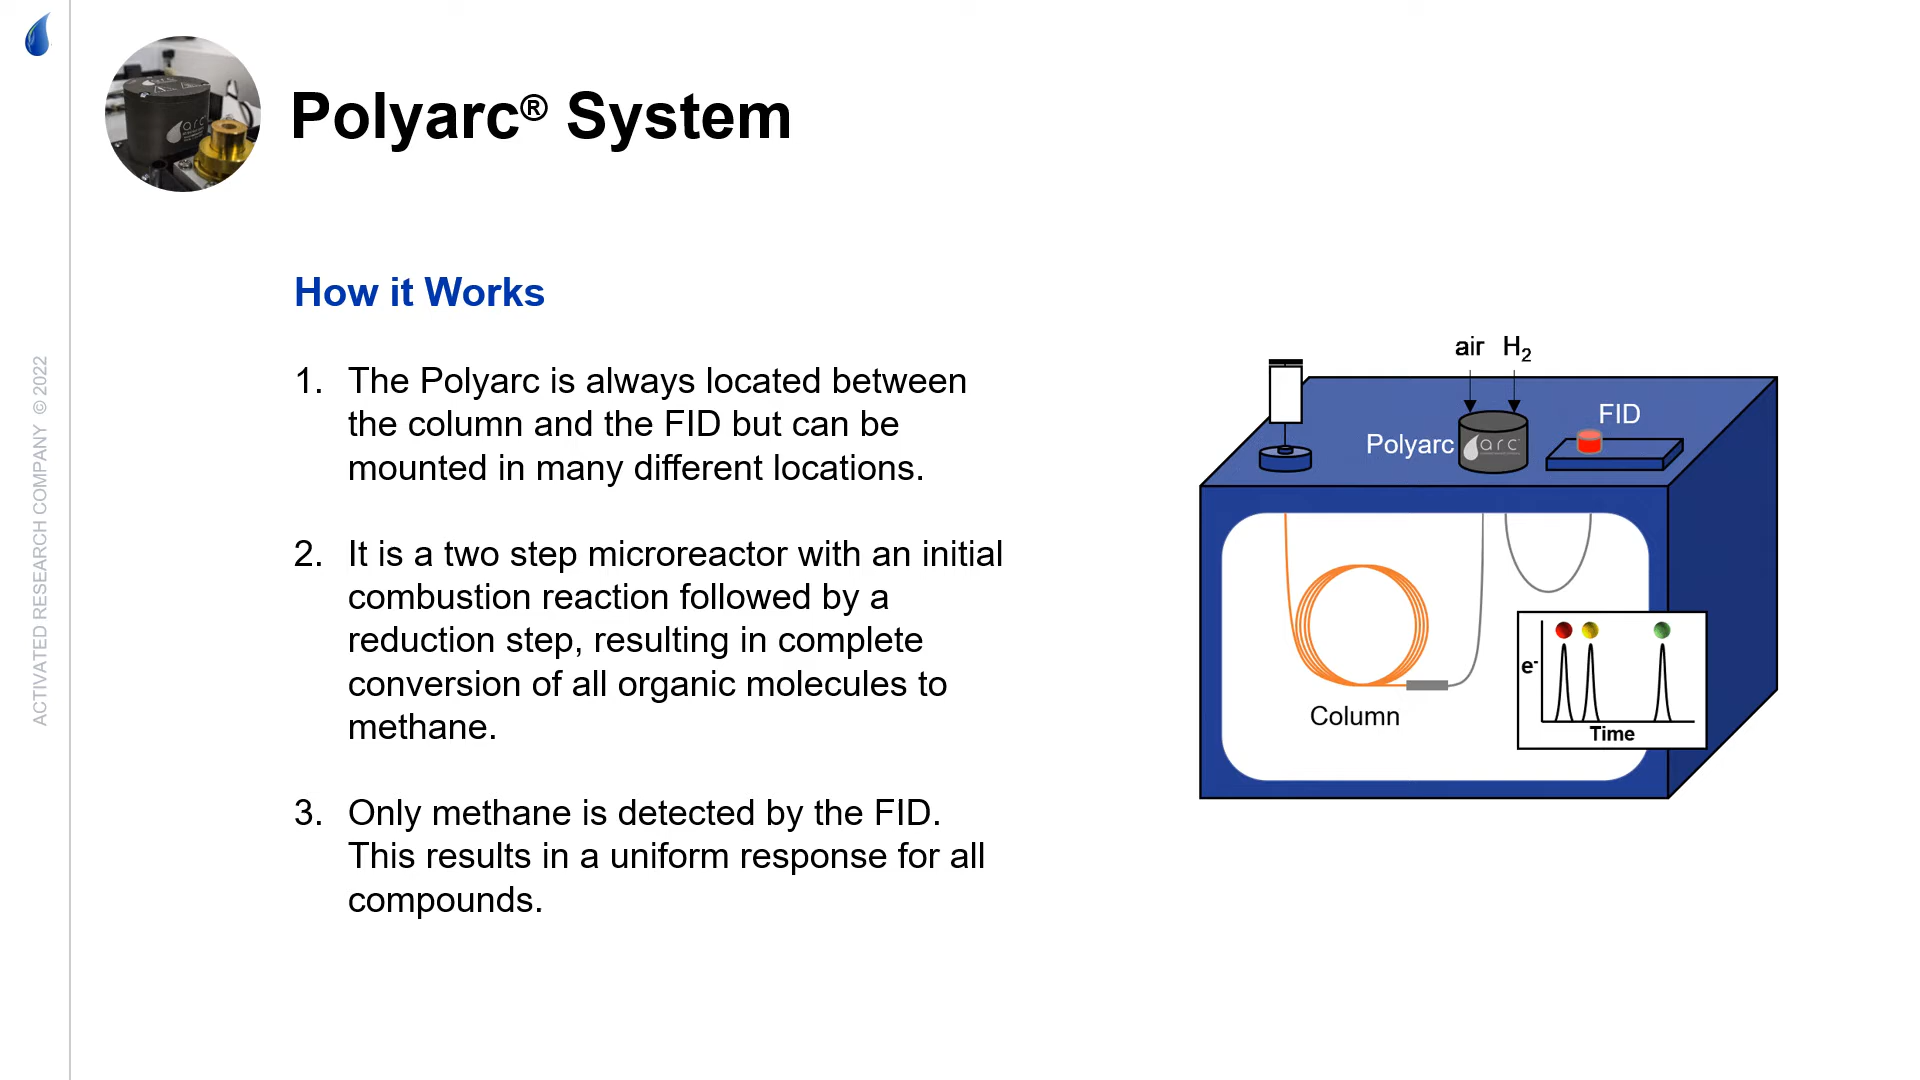 Polyarc® System
How it Works
1. The Polyarc is always located between
the column and the FID but can be
mounted in many different locations.
2. It is a two step microreactor with an initial
combustion reaction followed by a
reduction step, resulting in complete
conversion of all organic molecules to
methane.
3. Only methane is detected by the FID.
This results in a uniform response for all
compounds.
air H₂
FID
Polyarc
arc
Column
e⁻
Time
ACTIVATED RESEARCH COMPANY © 2022
arc